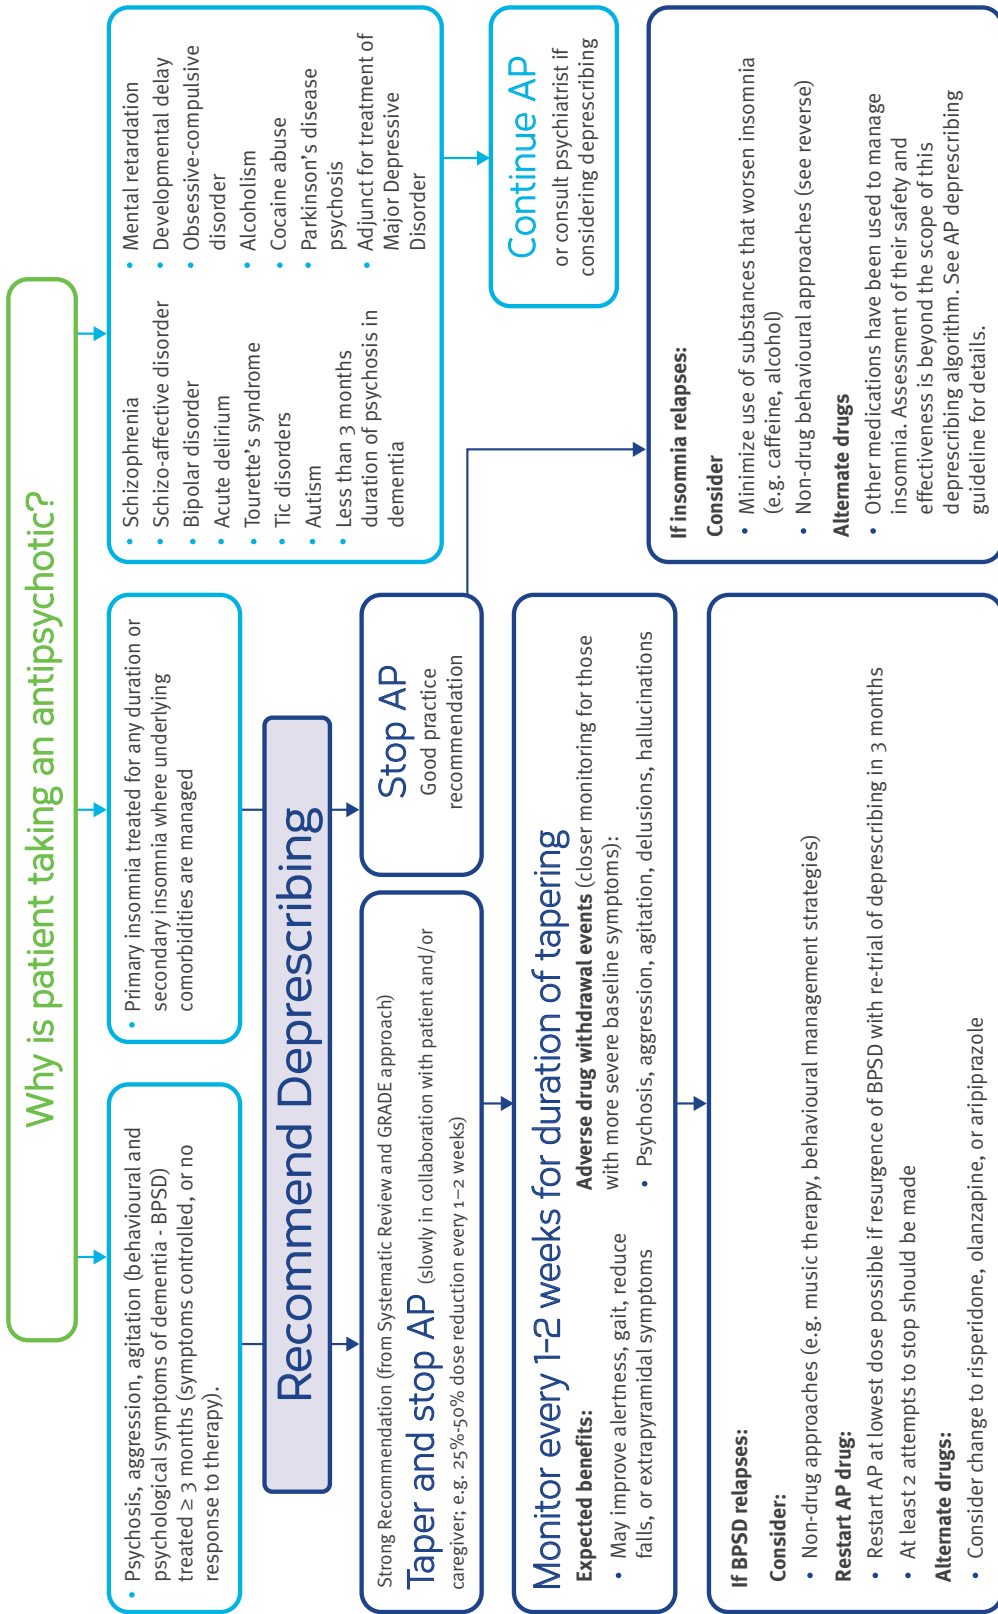 Why is patient taking an antipsychotic?
• Psychosis, aggression, agitation (behavioural and
psychological symptoms of dementia - BPSD)
treated ≥ 3 months (symptoms controlled, or no
response to therapy).
• Primary insomnia treated for any duration or
secondary insomnia where underlying
comorbidities are managed
• Schizophrenia
• Schizo-affective disorder
• Bipolar disorder
• Acute delirium
• Tourette's syndrome
• Tic disorders
• Autism
• Less than 3 months
duration of psychosis in
dementia
• Mental retardation
• Developmental delay
• Obsessive-compulsive
disorder
• Alcoholism
• Cocaine abuse
• Parkinson's disease
psychosis
• Adjunct for treatment of
Major Depressive
Disorder
Recommend Deprescribing
Strong Recommendation (from Systematic Review and GRADE approach)
Taper and stop AP (slowly in collaboration with patient and/or
caregiver; e.g. 25%-50% dose reduction every 1–2 weeks)
Stop AP
Good practice
recommendation
Continue AP
or consult psychiatrist if
considering deprescribing
Monitor every 1–2 weeks for duration of tapering
Expected benefits:
• May improve alertness, gait, reduce
falls, or extrapyramidal symptoms
Adverse drug withdrawal events (closer monitoring for those
with more severe baseline symptoms):
• Psychosis, aggression, agitation, delusions, hallucinations
If BPSD relapses:
Consider:
• Non-drug approaches (e.g. music therapy, behavioural management strategies)
Restart AP drug:
• Restart AP at lowest dose possible if resurgence of BPSD with re-trial of deprescribing in 3 months
• At least 2 attempts to stop should be made
Alternate drugs:
• Consider change to risperidone, olanzapine, or aripiprazole
If insomnia relapses:
Consider
• Minimize use of substances that worsen insomnia
(e.g. caffeine, alcohol)
• Non-drug behavioural approaches (see reverse)
Alternate drugs
• Other medications have been used to manage
insomnia. Assessment of their safety and
effectiveness is beyond the scope of this
deprescribing algorithm. See AP deprescribing
guideline for details.